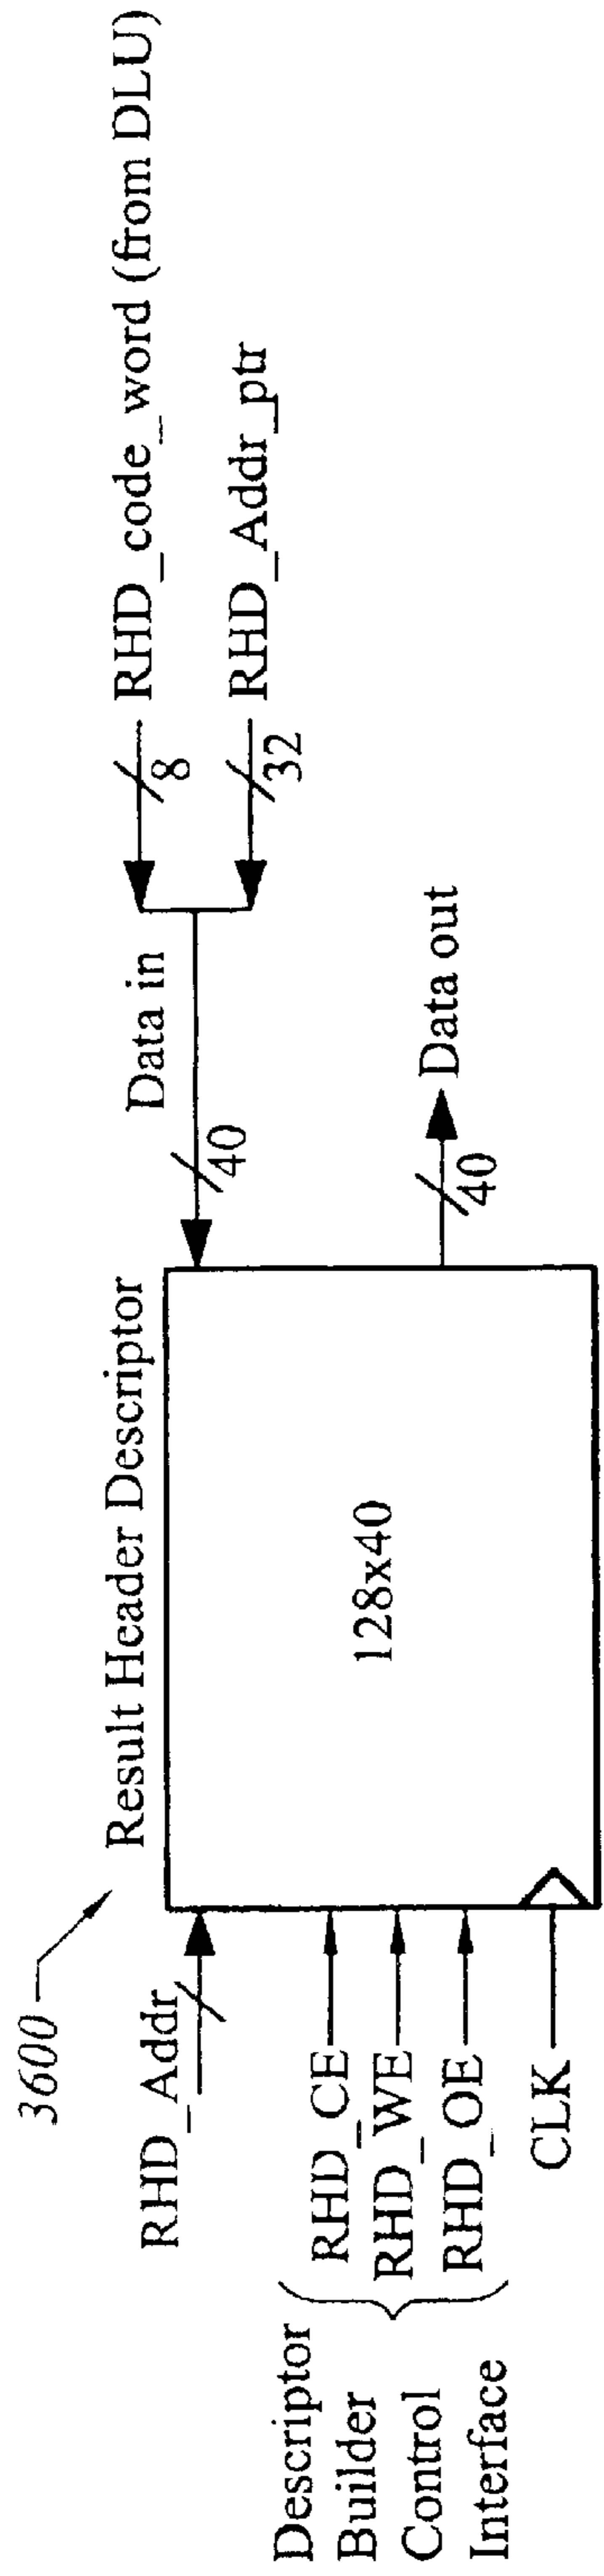 3600
Result Header Descriptor
RHD_Addr
Data in
40
8
RHD_code_word (from DLU)
32
RHD_Addr_ptr
128x40
Descriptor
Builder
Control
Interface
RHD_CE
RHD_WE
RHD_OE
CLK
40
Data out